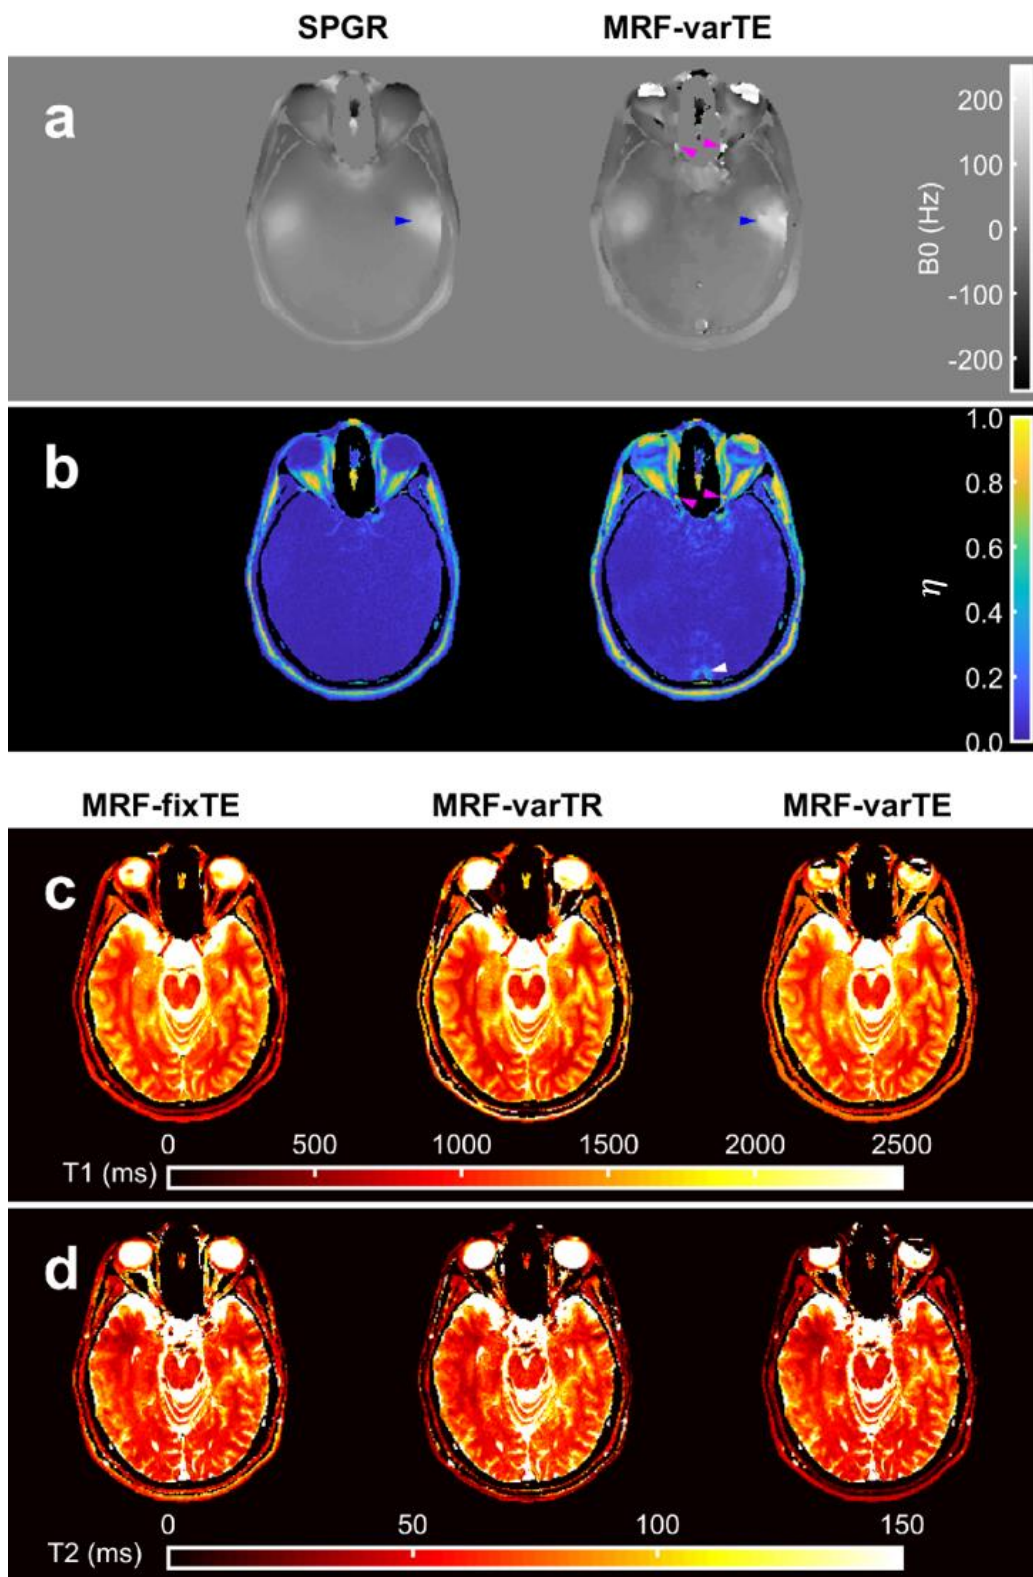 SPGR MRF-varTE
a
200
100
0
-100
-200
B0 (Hz)
b
1.0
0.8
0.6
0.4
0.2
0.0
η
MRF-fixTE MRF-varTR MRF-varTE
c
0 500 1000 1500 2000 2500
T1 (ms)
d
0 50 100 150
T2 (ms)